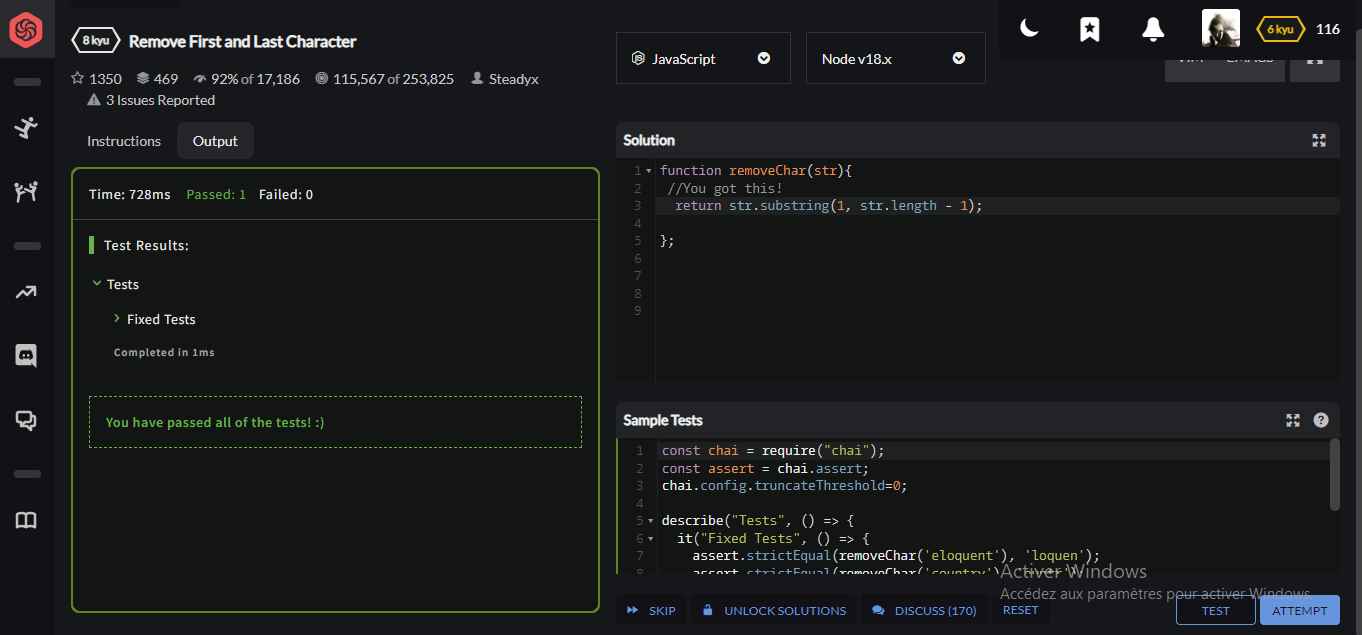 8 kyu Remove First and Last Character
1350 469 92% of 17,186 115,567 of 253,825 Steadyx
3 Issues Reported
Instructions Output
Time: 728ms Passed: 1 Failed: 0
Test Results:
Tests
Fixed Tests
Completed in 1ms
You have passed all of the tests! :)
JavaScript
Node v18.x
6 kyu 116
VIM EMACS
Solution
1 function removeChar(str){
2 //You got this!
3 return str.substring(1, str.length - 1);
4
5 };
6
7
8
9
Sample Tests
?
1 const chai = require("chai");
2 const assert = chai.assert;
3 chai.config.truncateThreshold=0;
4
5 describe("Tests", () => {
6 it("Fixed Tests", () => {
7 assert.strictEqual(removeChar('eloquent'), 'loquen');
8 assert.strictEqual(removeChar('country'),
Activer Windows
Accédez aux paramètres pour activer Windows.
SKIP UNLOCK SOLUTIONS DISCUSS (170) RESET TEST ATTEMPT